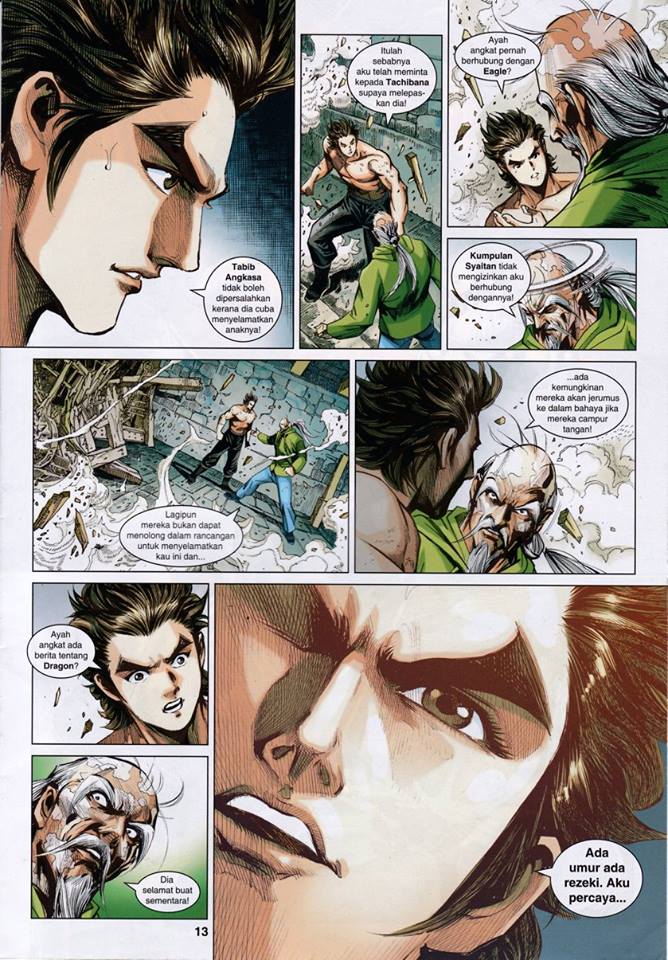 Tabib
Angkasa
tidak boleh
dipersalahkan
kerana dia cuba
menyelamatkan
anaknya!
Itulah
sebabnya
aku telah meminta
kepada Tachibana
supaya melepas-
kan dia!
Ayah
angkat pernah
berhubung dengan
Eagle?
Kumpulan
Syaitan tidak
mengizinkan aku
berhubung
dengannya!
Lagipun
mereka bukan dapat
menolong dalam rancangan
untuk menyelamatkan
kau ini dan...
...ada
kemungkinan
mereka akan jerumus
ke dalam bahaya jika
mereka campur
tangan!
Ayah
angkat ada
berita tentang
Dragon?
Dia
selamat buat
sementara!
Ada
umur ada
rezeki. Aku
percaya...
13